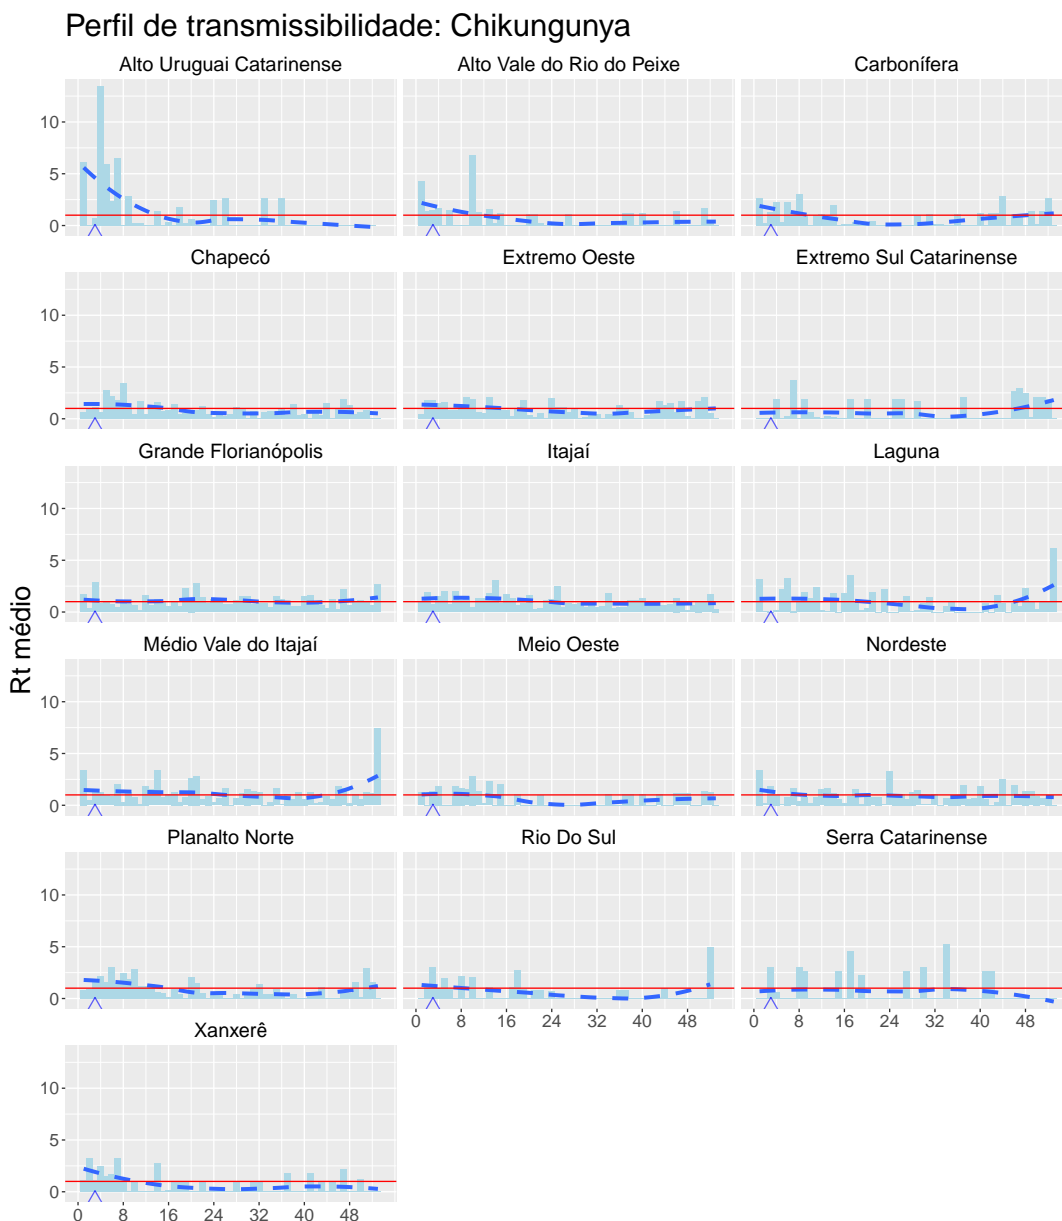 Perfil de transmissibilidade: Chikungunya
Alto Uruguai Catarinense
Alto Vale do Rio do Peixe
Carbonífera
10
5
0
Chapecó
Extremo Oeste
Extremo Sul Catarinense
10
5
0
Grande Florianópolis
Itajaí
Laguna
10
5
0
Rt médio
Médio Vale do Itajaí
Meio Oeste
Nordeste
10
5
0
Planalto Norte
Rio Do Sul
Serra Catarinense
10
5
0
0 8 16 24 32 40 48
0 8 16 24 32 40 48
Xanxerê
10
5
0
0 8 16 24 32 40 48